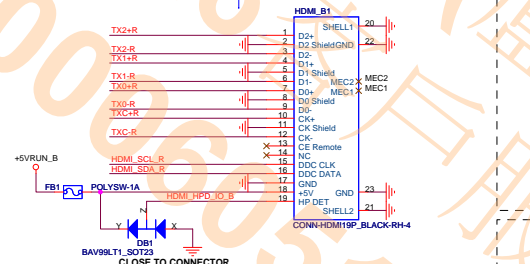 HDMI_B1
TX2+R 1 D2+ SHELL1 20
2 D2 Shield GND 22
TX2-R 3 D2-
TX1+R 4 D1+
5 D1 Shield
TX1-R 6 D1- MEC2 MEC2
TX0+R 7 D0+ MEC1 MEC1
8 D0 Shield
TX0-R 9 D0-
TXC+R 10 CK+
11 CK Shield
TXC-R 12 CK-
13 CE Remote
14 NC
HDMI_SCL_R 15 DDC CLK
HDMI_SDA_R 16 DDC DATA
17 GND
+5VRUN_B
FB1 POLYSW-1A 18 +5V GND 23
HDMI_HPD_IO_B 19 HP DET
SHELL2 21
CONN-HDMI19P_BLACK-RH-4
Y Z X
DB1
BAV99LT1_SOT23
CLOSE TO CONNECTOR